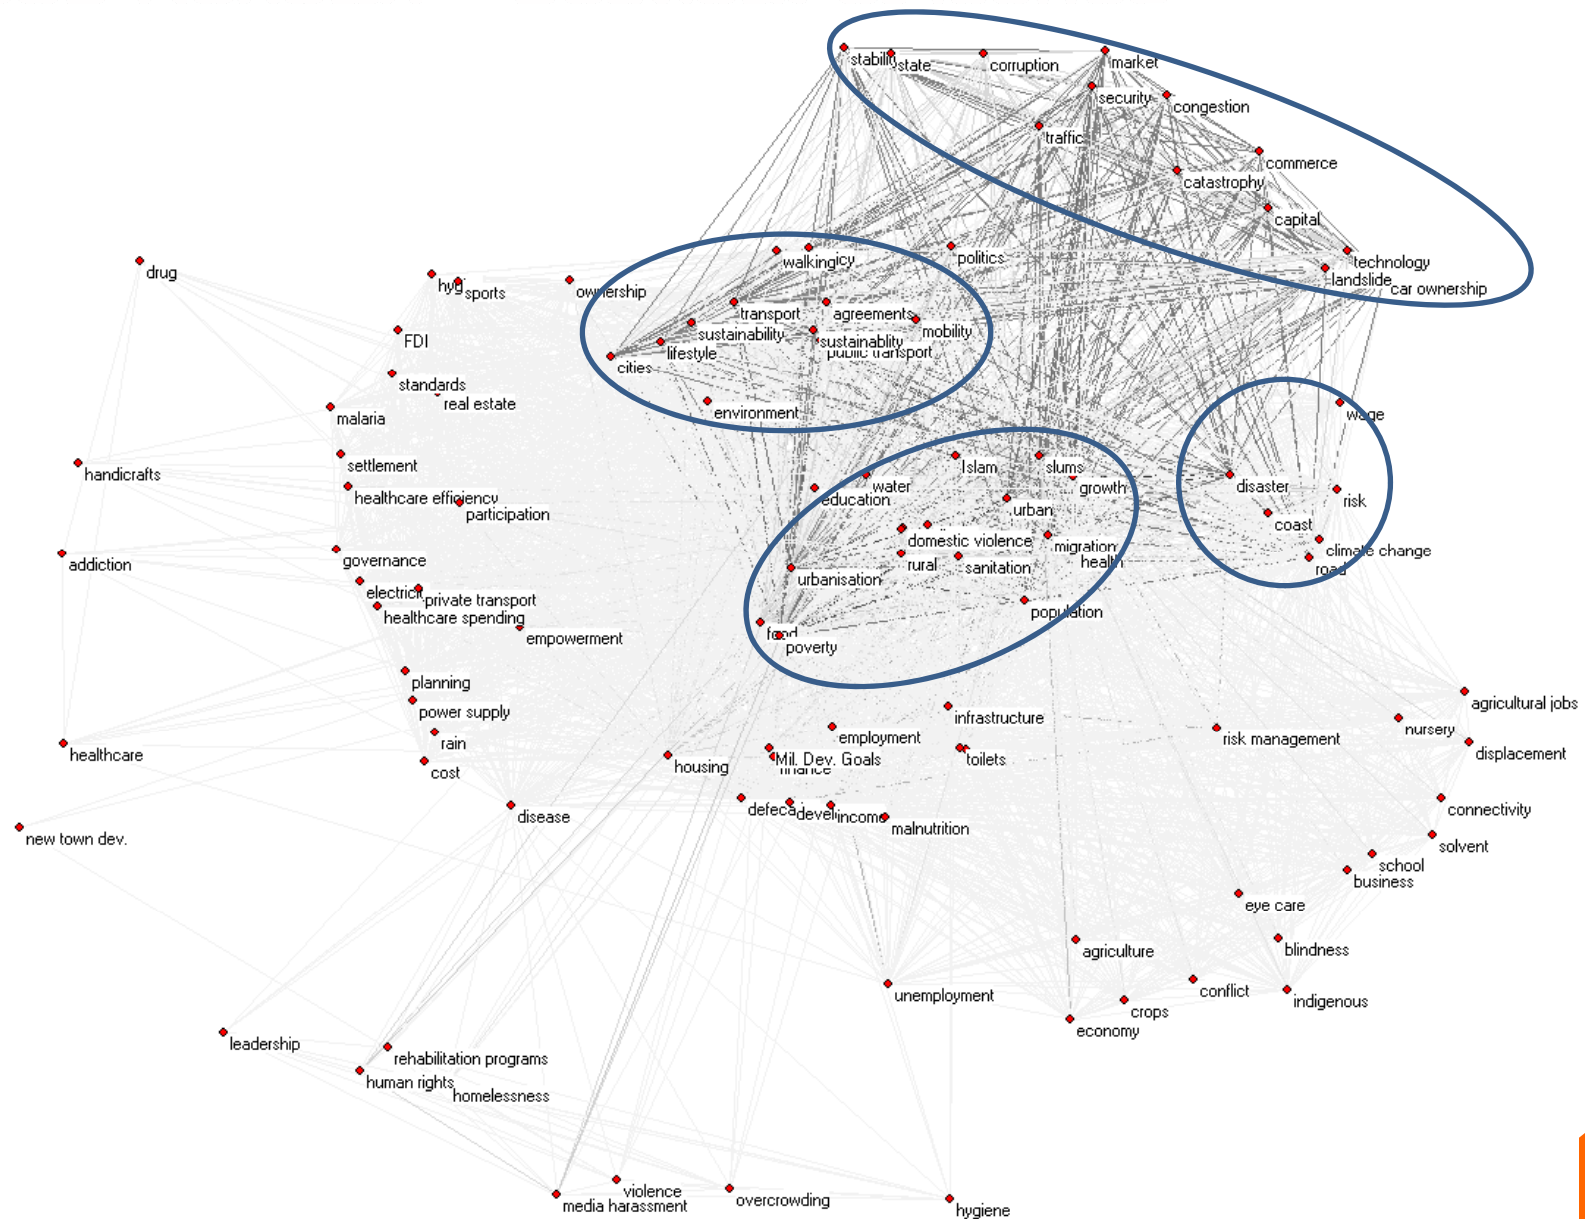 stability
state
corruption
market
security
congestion
traffic
commerce
catastrophy
capital
technology
landslide
car ownership
politics
walking
icy
drug
sports
ownership
transport
agreements
mobility
sustainability
sustainablity
public transport
lifestyle
cities
FDI
standards
real estate
malaria
environment
wage
settlement
handicrafts
healthcare efficiency
participation
Islam
slums
water
education
growth
disaster
risk
urban
coast
domestic violence
migration
climate change
governance
addiction
rural
sanitation
health
road
urbanisation
electricit
private transport
healthcare spending
population
empowerment
food
poverty
planning
agricultural jobs
power supply
infrastructure
nursery
rain
employment
risk management
displacement
healthcare
cost
housing
Mil. Dev. Goals
finance
toilets
disease
defeca
devel
income
malnutrition
connectivity
new town dev.
solvent
school
business
eye care
agriculture
blindness
unemployment
conflict
indigenous
crops
economy
leadership
rehabilitation programs
human rights
homelessness
violence
media harassment
overcrowding
hygiene